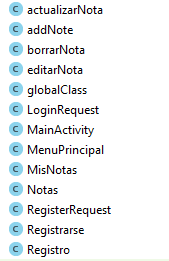 C actualizarNota
C addNote
C borrarNota
C editarNota
C globalClass
C LoginRequest
C MainActivity
C MenuPrincipal
C MisNotas
C Notas
C RegisterRequest
C Registrarse
C Registro